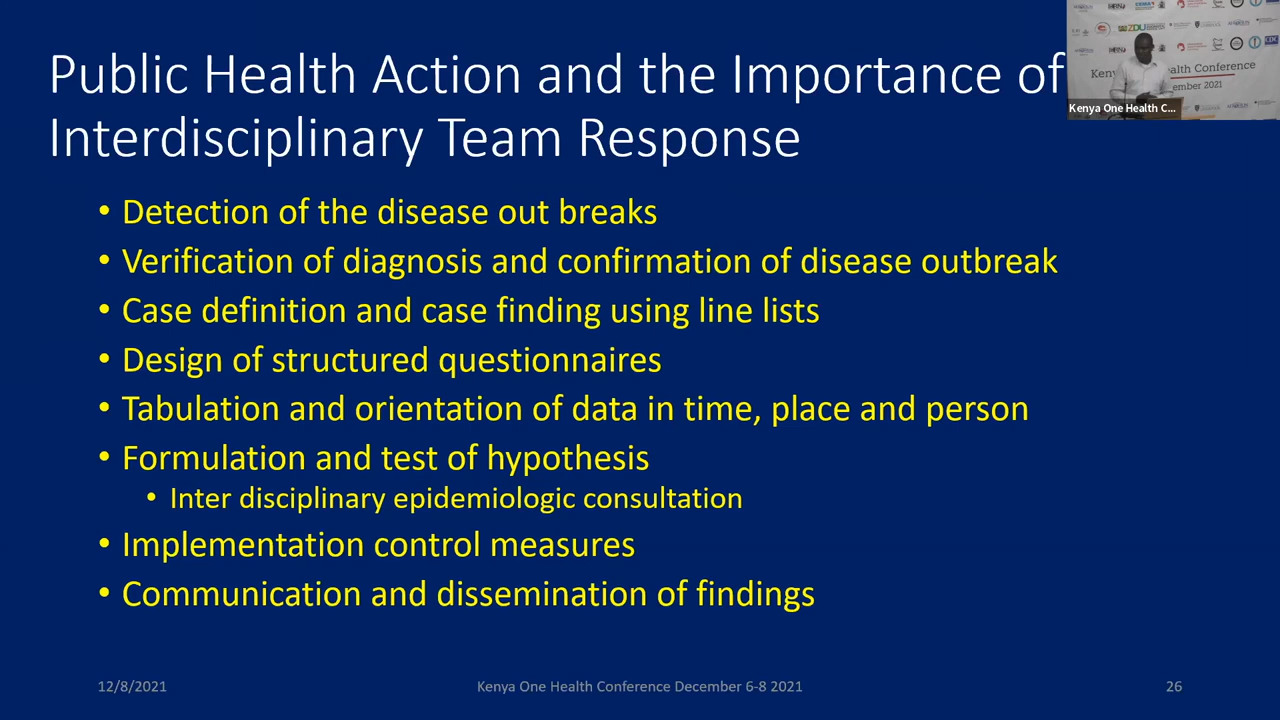 Public Health Action and the Importance of
Interdisciplinary Team Response
• Detection of the disease out breaks
• Verification of diagnosis and confirmation of disease outbreak
• Case definition and case finding using line lists
• Design of structured questionnaires
• Tabulation and orientation of data in time, place and person
• Formulation and test of hypothesis
• Inter disciplinary epidemiologic consultation
• Implementation control measures
• Communication and dissemination of findings
12/8/2021
Kenya One Health Conference December 6-8 2021
26
ZDU
ealth Conference
ember 2021
Kenya One Health C...